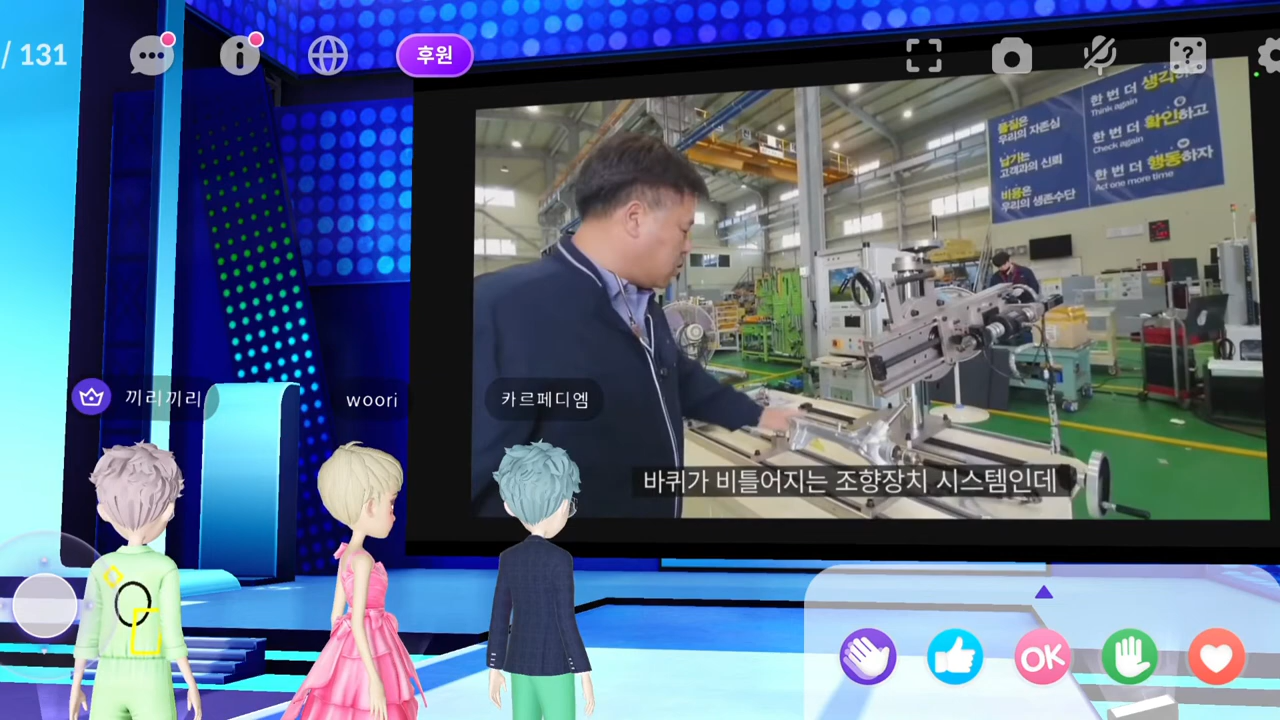 / 131
후원
품질은
우리의 자존심
납기는
고객과의 신뢰
비용은
우리의 생존수단
한 번 더 생각하고
Think again
한 번 더 확인하고
Check again
한 번 더 행동하자
Act one more time
끼리끼리
woori
카르페디엠
바퀴가 비틀어지는 조향장치 시스템인데
OK